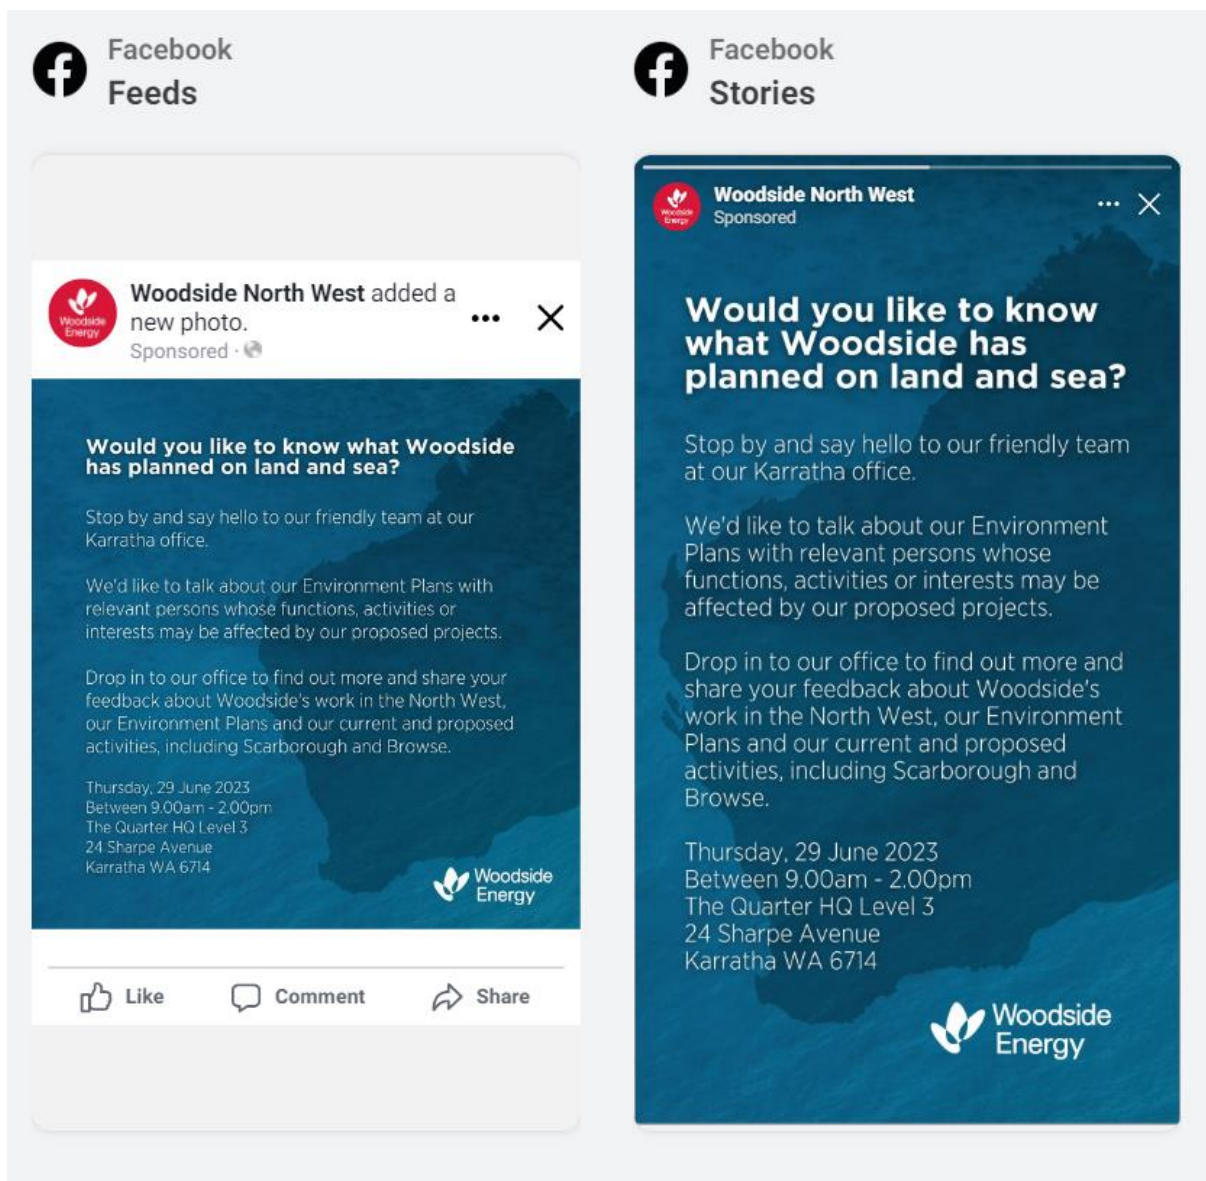 Facebook
Feeds
Woodside
Energy
Woodside North West added a
new photo.
Sponsored ·
Would you like to know what Woodside
has planned on land and sea?
Stop by and say hello to our friendly team at our
Karratha office.
We'd like to talk about our Environment Plans with
relevant persons whose functions, activities or
interests may be affected by our proposed projects.
Drop in to our office to find out more and share your
feedback about Woodside's work in the North West,
our Environment Plans and our current and proposed
activities, including Scarborough and Browse.
Thursday, 29 June 2023
Between 9.00am - 2.00pm
The Quarter HQ Level 3
24 Sharpe Avenue
Karratha WA 6714
Woodside
Energy
Like
Comment
Share
Facebook
Stories
Woodside
Energy
Woodside North West
Sponsored
Would you like to know
what Woodside has
planned on land and sea?
Stop by and say hello to our friendly team
at our Karratha office.
We'd like to talk about our Environment
Plans with relevant persons whose
functions, activities or interests may be
affected by our proposed projects.
Drop in to our office to find out more and
share your feedback about Woodside's
work in the North West, our Environment
Plans and our current and proposed
activities, including Scarborough and
Browse.
Thursday, 29 June 2023
Between 9.00am - 2.00pm
The Quarter HQ Level 3
24 Sharpe Avenue
Karratha WA 6714
Woodside
Energy